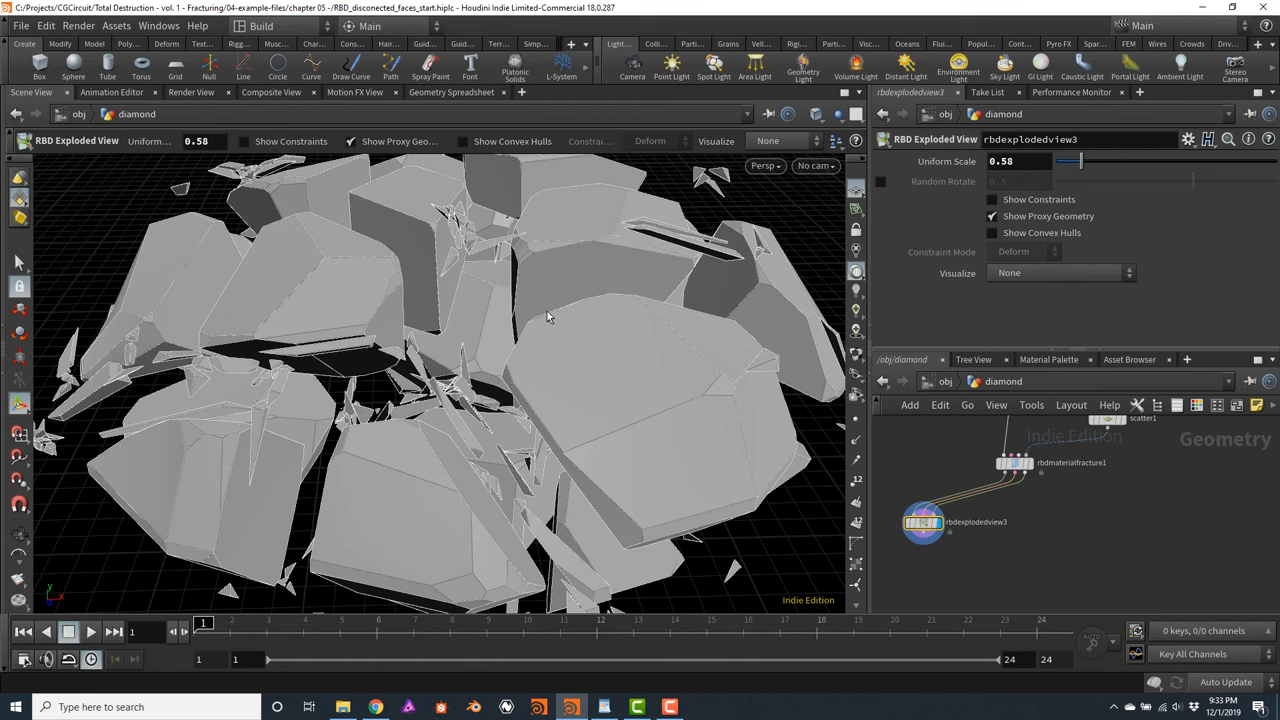 C:/Projects/CGCircuit/Total Destruction - vol. 1 - Fracturing/04-example-files/chapter 05 -/RBD_disconected_faces_start.hiplc - Houdini Indie Limited-Commercial 18.0.287
File Edit Render Assets Windows Help Build Main Main
Create Modify Model Poly... Deform Text... Rigg... Musc... Char... Cons... Hair... Guid... Guid... Terr... Simp... Light... Colli... Parti... Grains Vell... Rigi... Parti... Visc... Oceans Flui... Popul... Cont... Pyro FX Spar... FEM Wires Crowds Driv...
Box Sphere Tube Torus Grid Null Line Circle Curve Draw Curve Path Spray Paint Font Platonic Solids L-System Camera Point Light Spot Light Area Light Geometry Light Volume Light Distant Light Environment Light Sky Light GI Light Caustic Light Portal Light Ambient Light Stereo Camera
Scene View Animation Editor Render View Composite View Motion FX View Geometry Spreadsheet rbdexplodedview3 Take List Performance Monitor
obj diamond obj diamond
RBD Exploded View Uniform... 0.58 Show Constraints Show Proxy Geo... Show Convex Hulls Constrai... Deform Visualize None
RBD Exploded View rbdexplodedview3
Persp No cam
Uniform Scale 0.58
Random Rotate 0.5
Show Constraints
Show Proxy Geometry
Show Convex Hulls
Constraint Mode Deform
Visualize None
/obj/diamond Tree View Material Palette Asset Browser
obj diamond
Add Edit Go View Tools Layout Help
scatter1
Indie Edition Geometry
rbdmaterialfracture1
rbdexplodedview3
12
12
y
x
Indie Edition
1 1 2 4 6 8 10 12 14 16 18 20 22 24
0 keys, 0/0 channels
AUTO
1 1 24 24 Key All Channels
Auto Update
Type here to search
9:33 PM
12/1/2019